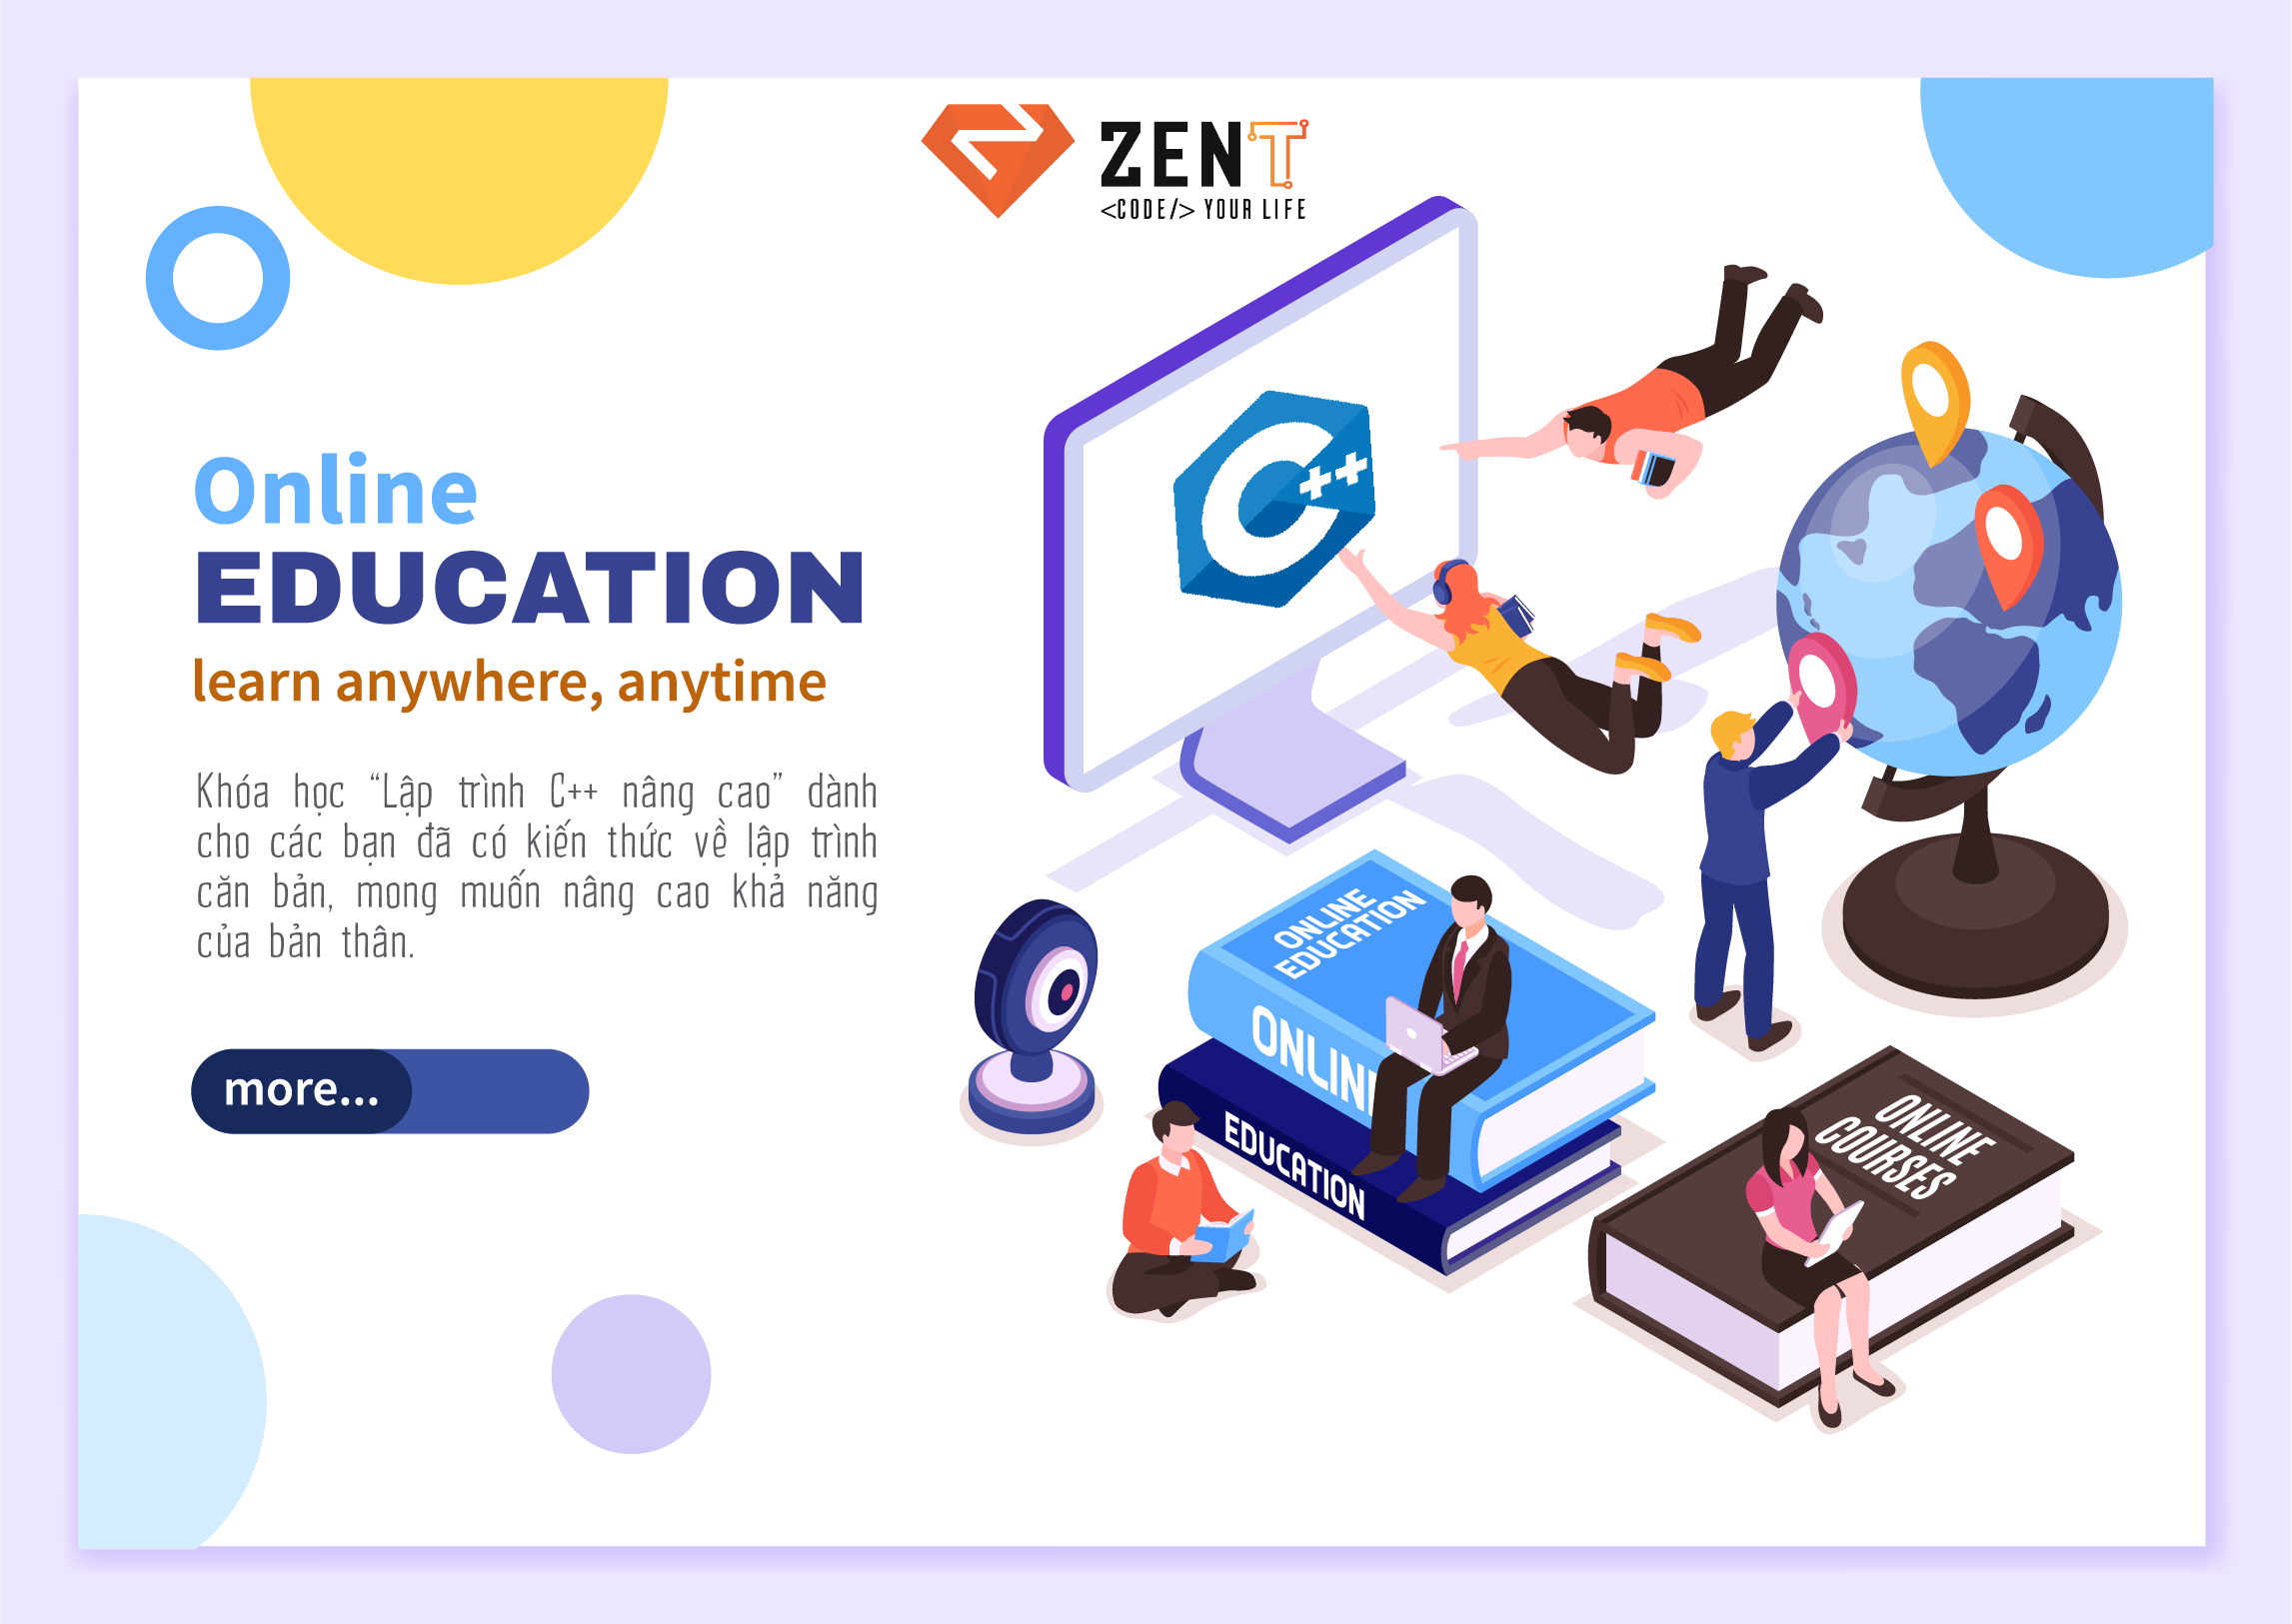 ZENT
<CODE/> YOUR LIFE
Online
EDUCATION
learn anywhere, anytime
Khóa học “Lập trình C++ nâng cao” dành
cho các bạn đã có kiến thức về lập trình
căn bản, mong muốn nâng cao khả năng
của bản thân.
more...
C++
ONLINE
EDUCATION
ONLINE
EDUCATION
ONLINE
COURSES